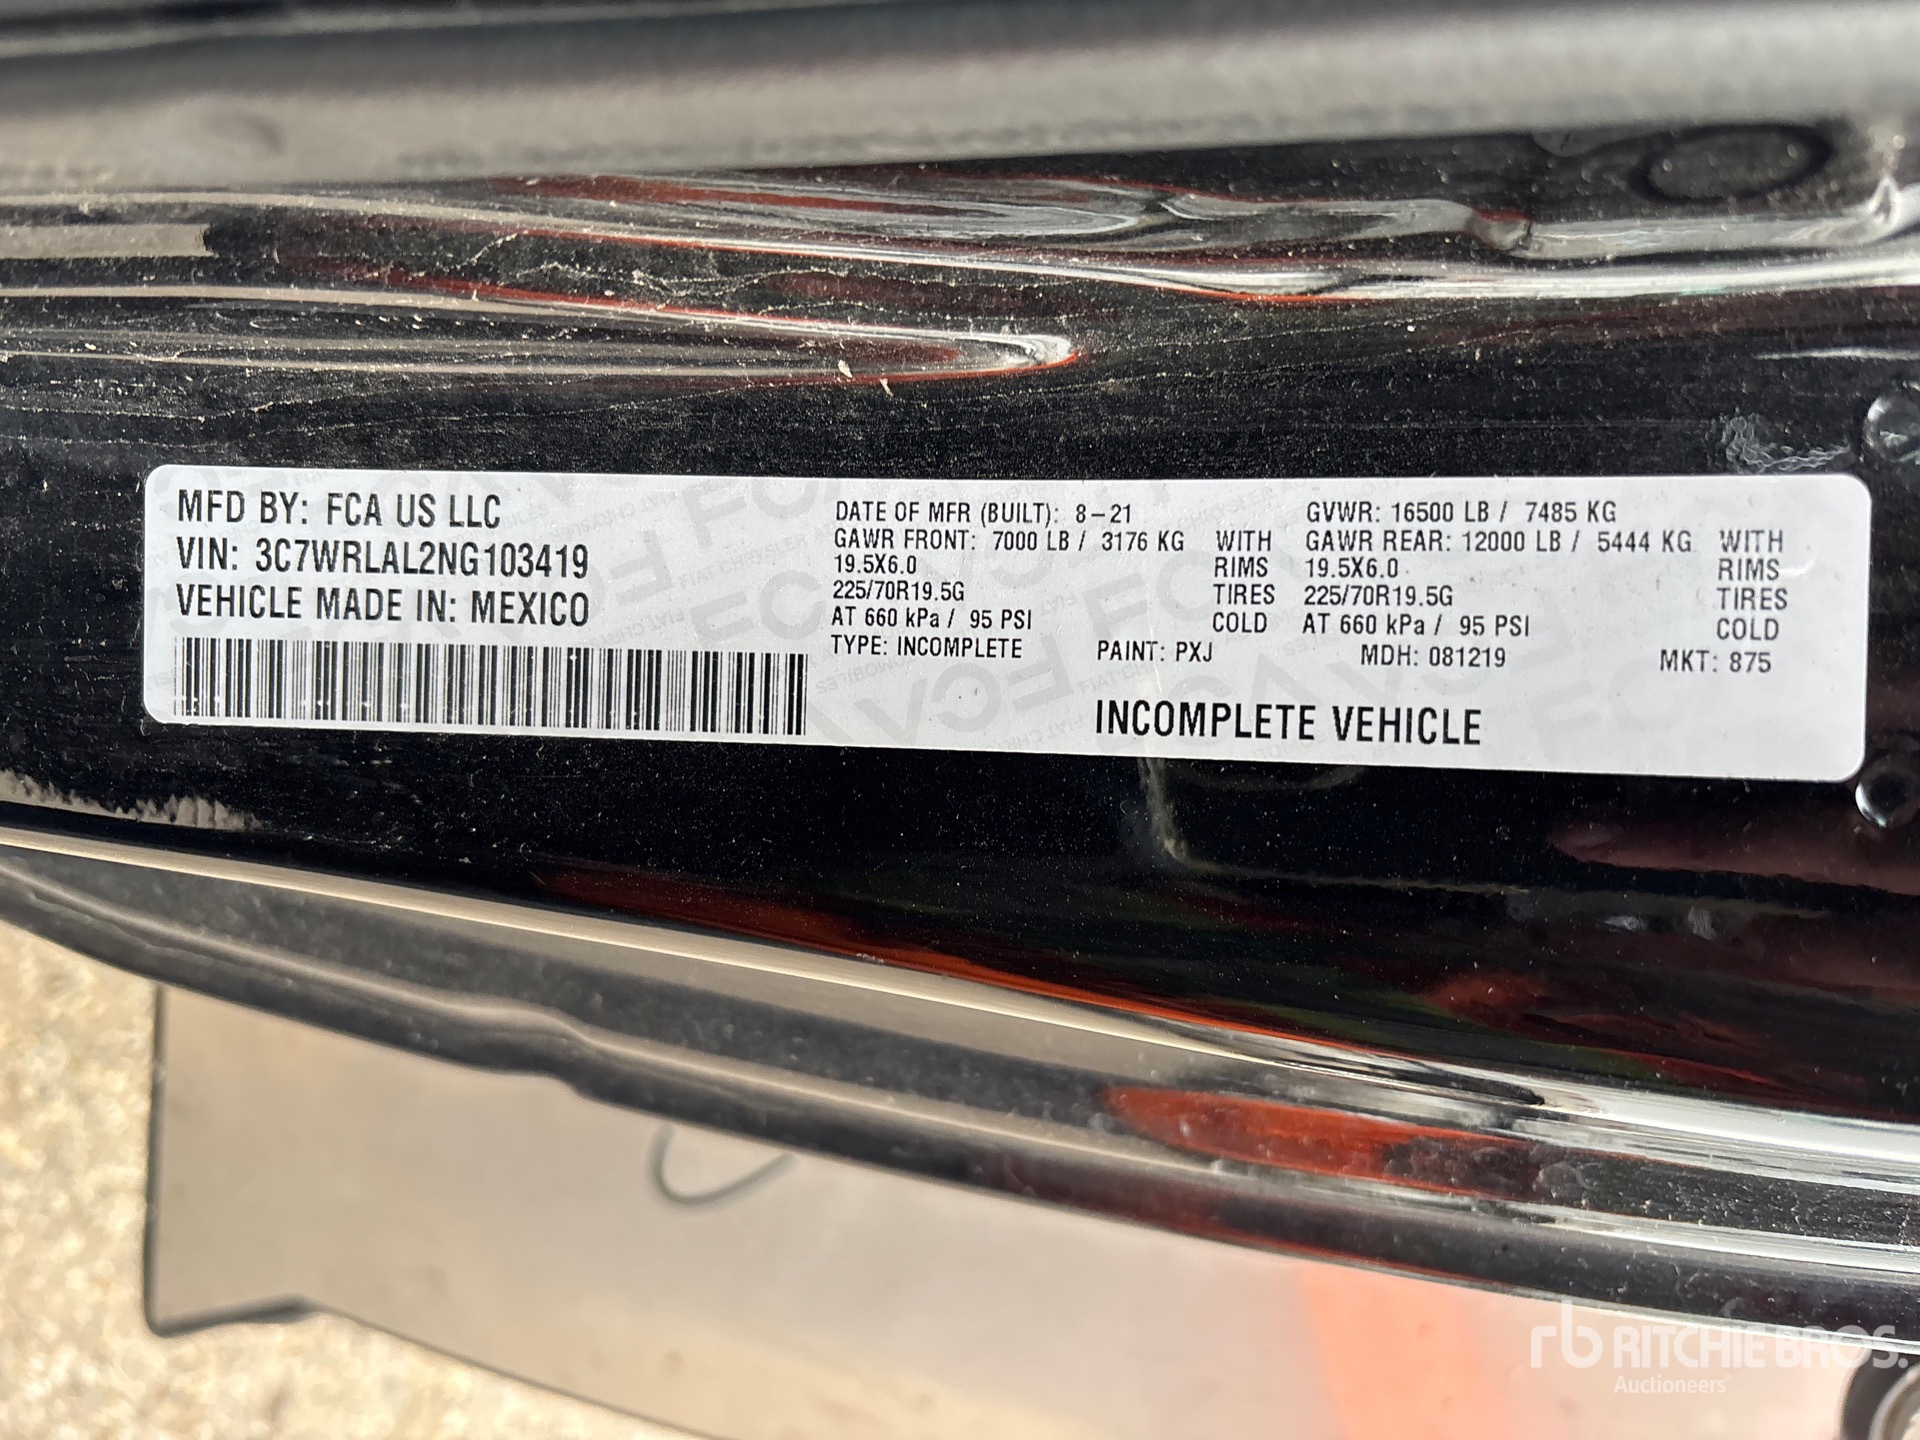 MFD BY: FCA US LLC
VIN: 3C7WRLAL2NG103419
VEHICLE MADE IN: MEXICO
DATE OF MFR (BUILT): 8-21 GVWR: 16500 LB / 7485 KG
GAWR FRONT: 7000 LB / 3176 KG WITH GAWR REAR: 12000 LB / 5444 KG WITH
19.5X6.0 RIMS 19.5X6.0 RIMS
225/70R19.5G TIRES 225/70R19.5G TIRES
AT 660 kPa / 95 PSI COLD AT 660 kPa / 95 PSI COLD
TYPE: INCOMPLETE PAINT: PXJ MDH: 081219 MKT: 875
INCOMPLETE VEHICLE
rb RITCHIE BROS.
Auctioneers